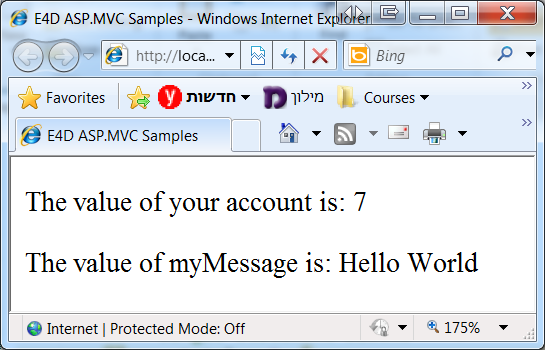 E4D ASP.MVC Samples - Windows Internet Explorer
http://loca... Bing
Favorites חדשות מילון Courses
E4D ASP.MVC Samples
The value of your account is: 7
The value of myMessage is: Hello World
Internet | Protected Mode: Off 175%